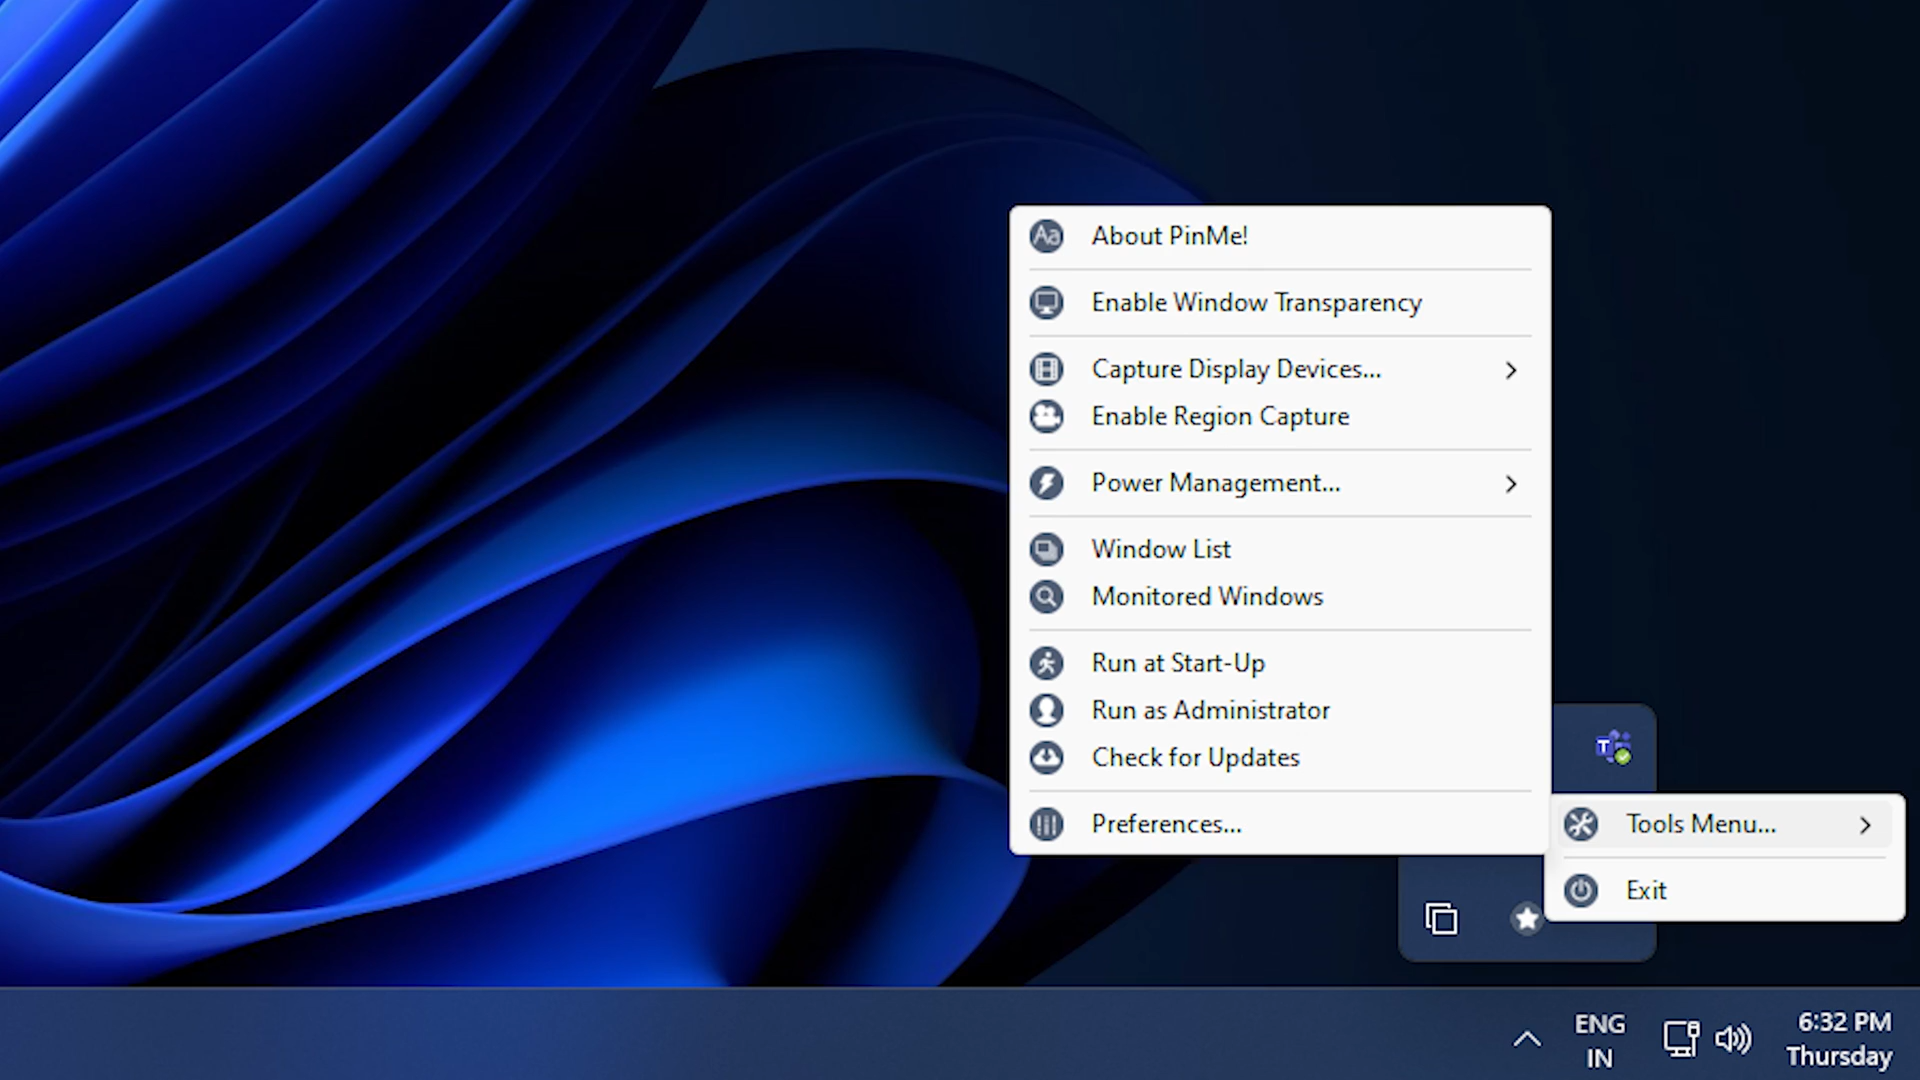 About PinMe!
Enable Window Transparency
Capture Display Devices...
Enable Region Capture
Power Management...
Window List
Monitored Windows
Run at Start-Up
Run as Administrator
Check for Updates
Preferences...
Tools Menu...
Exit
ENG
IN
6:32 PM
Thursday